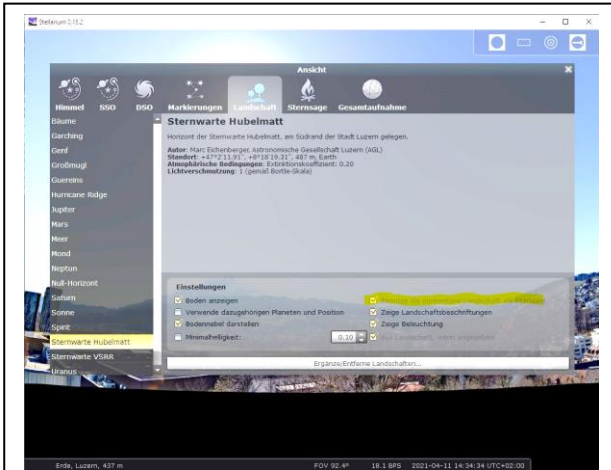 Stellarium 0.15.2
Ansicht
Himmel SSO DSO Markierungen Landschaft Sternsage Gesamtaufnahme
Bäume
Garching
Genf
Großmugl
Guereins
Hurricane Ridge
Jupiter
Mars
Meer
Mond
Neptun
Null-Horizont
Saturn
Sonne
Spirit
Sternwarte Hubelmatt
Sternwarte VSRR
Uranus
Sternwarte Hubelmatt
Horizont der Sternwarte Hubelmatt, am Südrand der Stadt Luzern gelegen.
Autor: Marc Eichenberger, Astronomische Gesellschaft Luzern (AGL)
Standort: +47°2'11.91", +8°18'19.31", 487 m, Earth
Atmosphärische Bedingungen: Extinktionskoeffizient: 0.20
Lichtverschmutzung: 1 (gemäß Bortle-Skala)
Einstellungen
Boden anzeigen
Verwende dazugehörigen Planeten und Position
Bodennebel darstellen
Minimalhelligkeit: 0.10
Zeige Landschaftsbeschriftungen
Zeige Beleuchtung
Ergänze/Entferne Landschaften...
Erde, Luzern, 437 m FOV 92.4° 18.1 BPS 2021-04-11 14:34:34 UTC+02:00